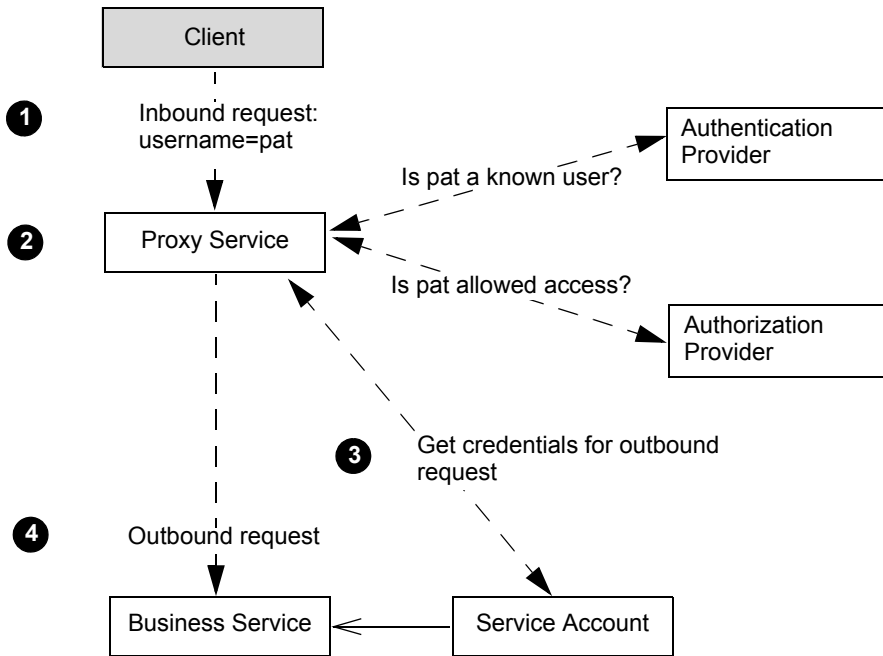 Client
1
Inbound request:
username=pat
Authentication
Provider
Is pat a known user?
2
Proxy Service
Is pat allowed access?
Authorization
Provider
3
Get credentials for outbound
request
4
Outbound request
Business Service
Service Account